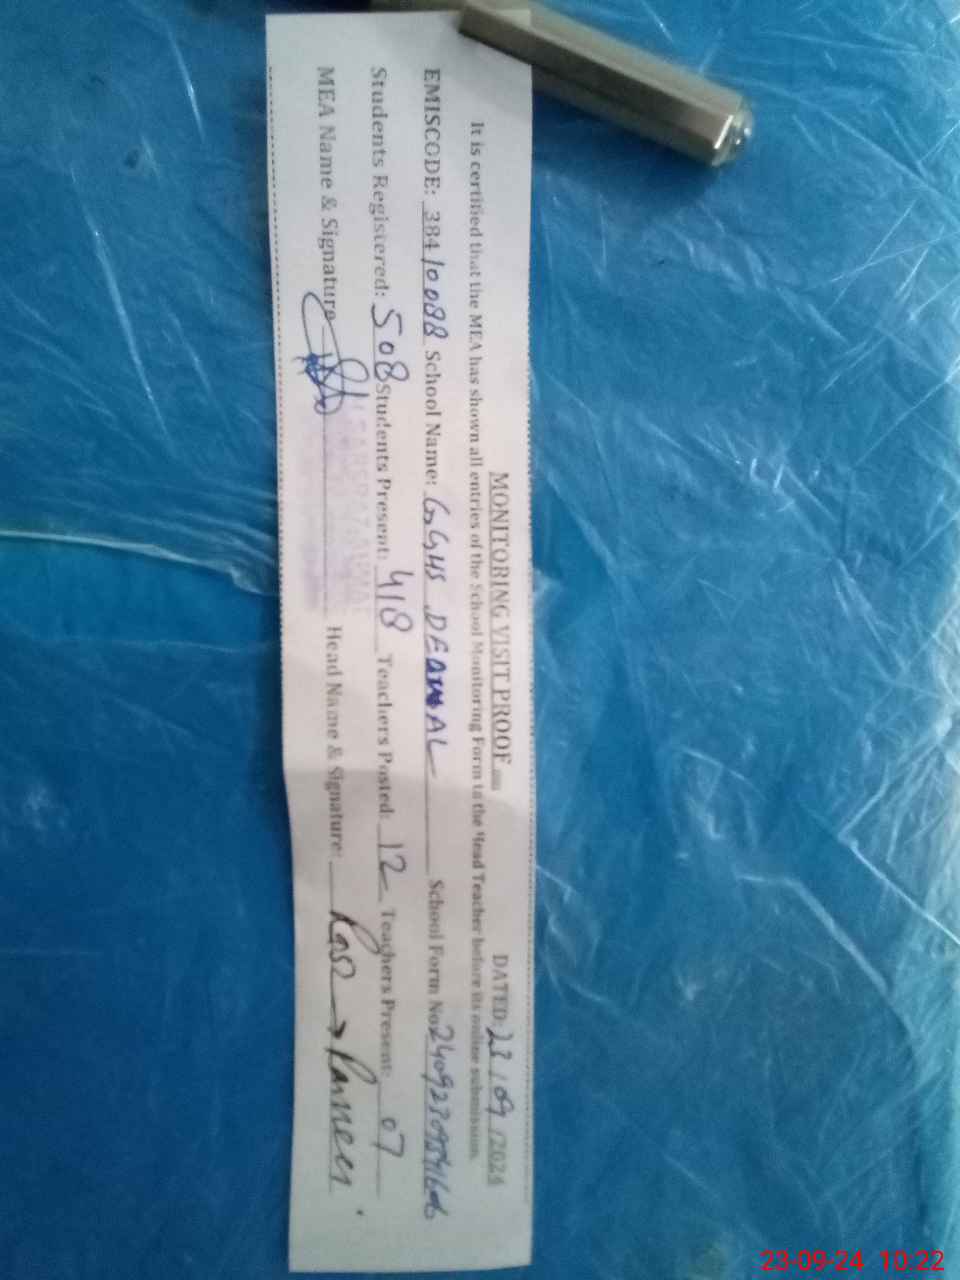 MONITORING VISIT PROOF
DATED: 23/09/2024
It is certified that the MEA has shown all entries of the School Monitoring Form to the Head Teacher before its online submission.
EMISCODE: 38410088 School Name: GGHS School Form No:
Students Registered: 508 Students Present: 418 Teachers Posted: 12 Teachers Present: 07
MEA Name & Signature Head Name & Signature:
23-09-24 10:22